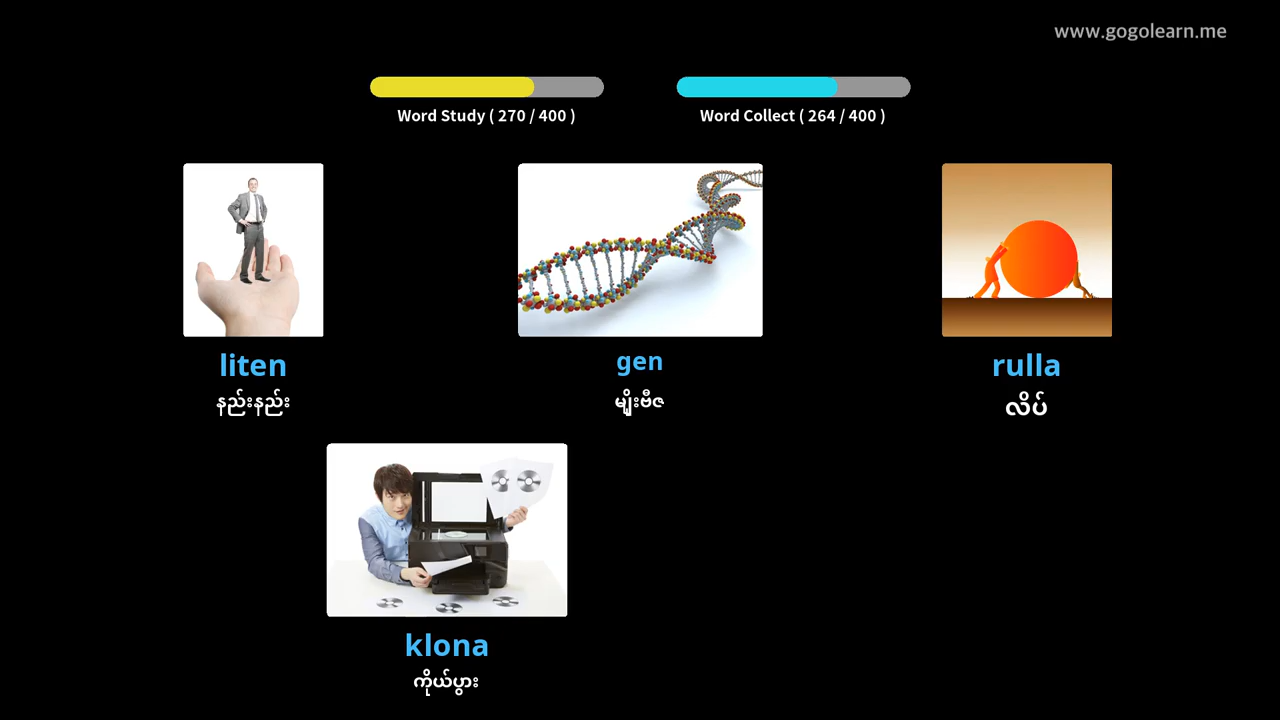 www.gogolearn.me
Word Study ( 270 / 400 )
Word Collect ( 264 / 400 )
liten
နည်းနည်း
gen
မျိုးဗီဇ
rulla
လိပ်
klona
ကိုယ်ပွား